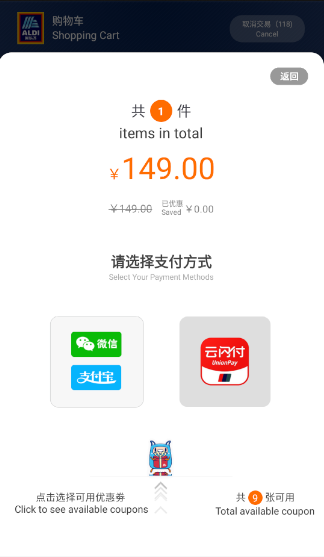 购物车
Shopping Cart
ALDI
取消交易（118）
Cancel
返回
共 1 件
items in total
￥149.00
￥149.00
已优惠
Saved
￥0.00
请选择支付方式
Select Your Payment Methods
微信
支付宝
云闪付
UnionPay
点击选择可用优惠券
Click to see available coupons
共 9 张可用
Total available coupon